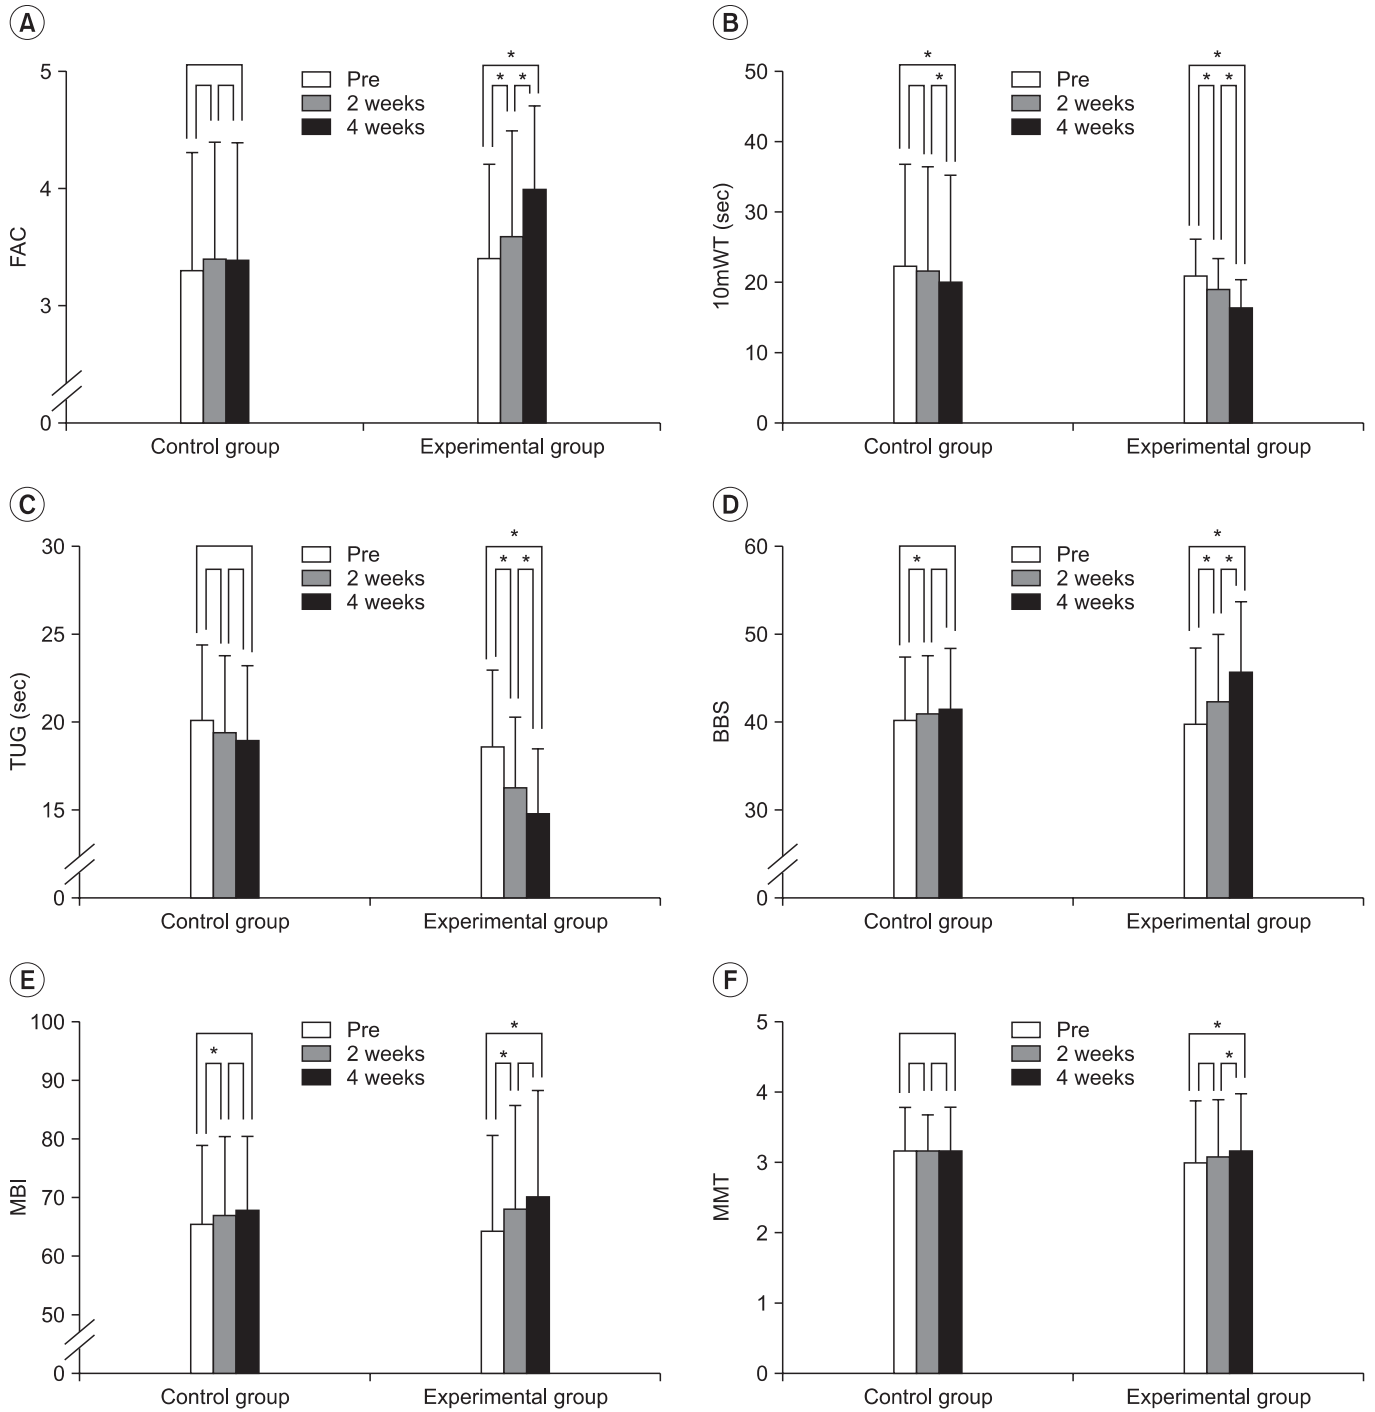 A
FAC
5
4
3
0
Pre
2 weeks
4 weeks
*
* *
Control group
Experimental group
B
10mWT (sec)
50
40
30
20
10
0
*
*
Pre
2 weeks
4 weeks
*
* *
Control group
Experimental group
C
TUG (sec)
30
25
20
15
0
Pre
2 weeks
4 weeks
*
* *
Control group
Experimental group
D
BBS
60
50
40
30
0
*
Pre
2 weeks
4 weeks
*
* *
Control group
Experimental group
E
MBI
100
90
80
70
60
50
0
*
Pre
2 weeks
4 weeks
*
*
Control group
Experimental group
F
MMT
5
4
3
2
1
0
Pre
2 weeks
4 weeks
*
*
Control group
Experimental group